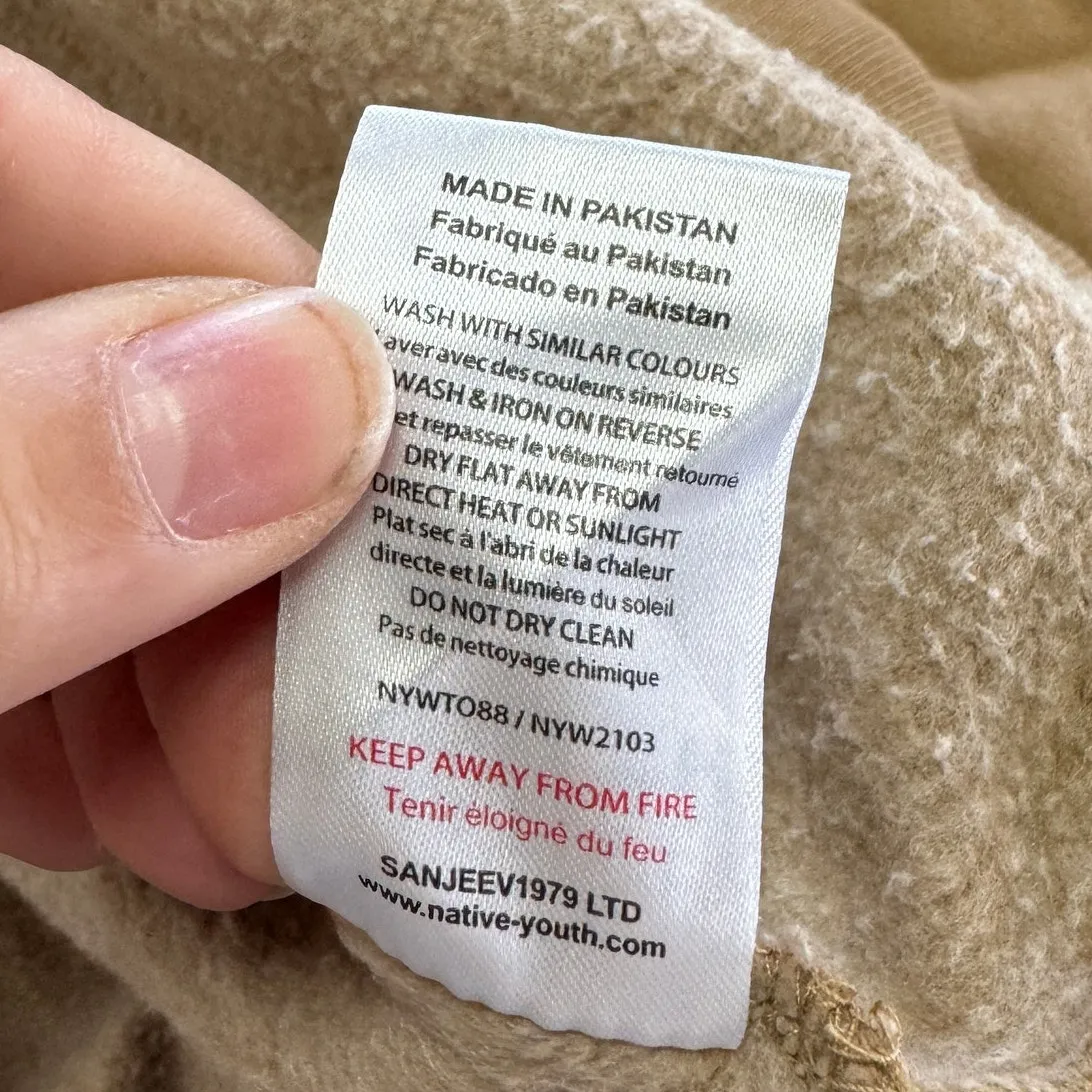 MADE IN PAKISTAN
Fabriqué au Pakistan
Fabricado en Pakistan
WASH WITH SIMILAR COLOURS
Laver avec des couleurs similaires
WASH & IRON ON REVERSE
et repasser le vêtement retourné
DRY FLAT AWAY FROM
DIRECT HEAT OR SUNLIGHT
Plat sec à l'abri de la chaleur
directe et la lumière du soleil
DO NOT DRY CLEAN
Pas de nettoyage chimique
NYWTO88 / NYW2103
KEEP AWAY FROM FIRE
Tenir éloigné du feu
SANJEEV1979 LTD
www.native-youth.com